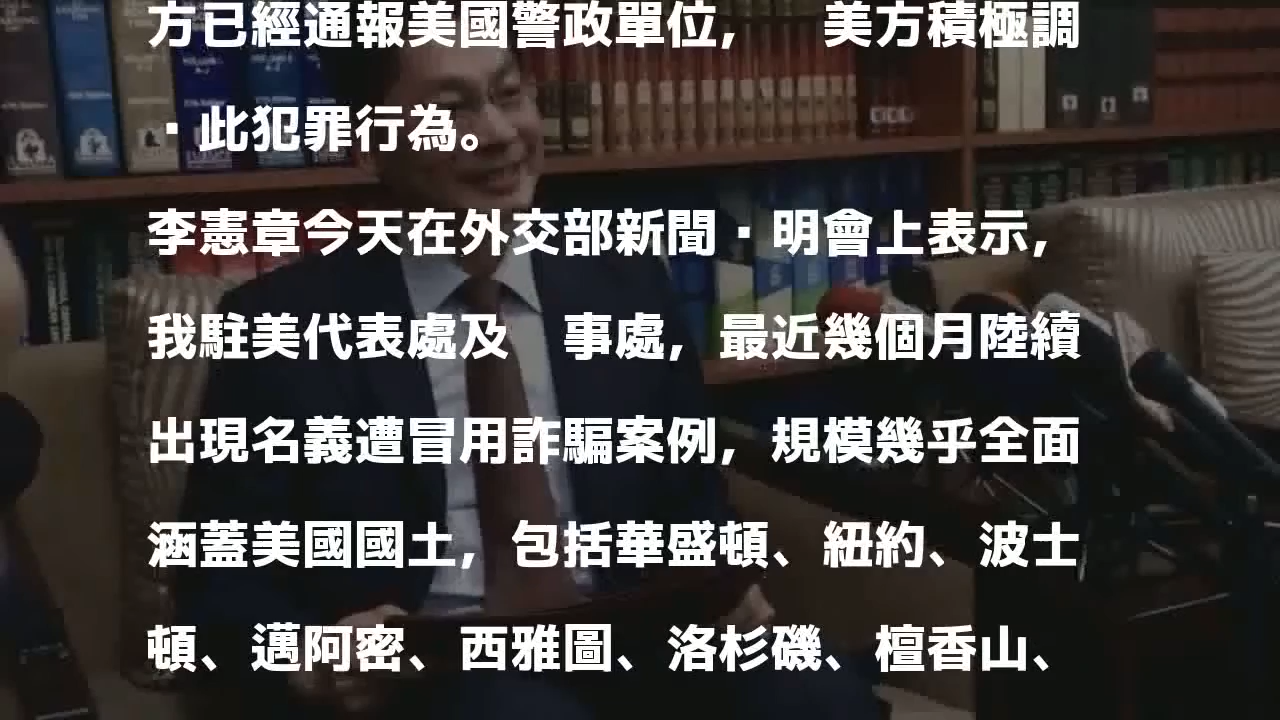 方已經通報美國警政單位，　美方積極調
▪此犯罪行為。
李憲章今天在外交部新聞▪明會上表示，
我駐美代表處及　事處，最近幾個月陸續
出現名義遭冒用詐騙案例，規模幾乎全面
涵蓋美國國土，包括華盛頓、紐約、波士
頓、邁阿密、西雅圖、洛杉磯、檀香山、